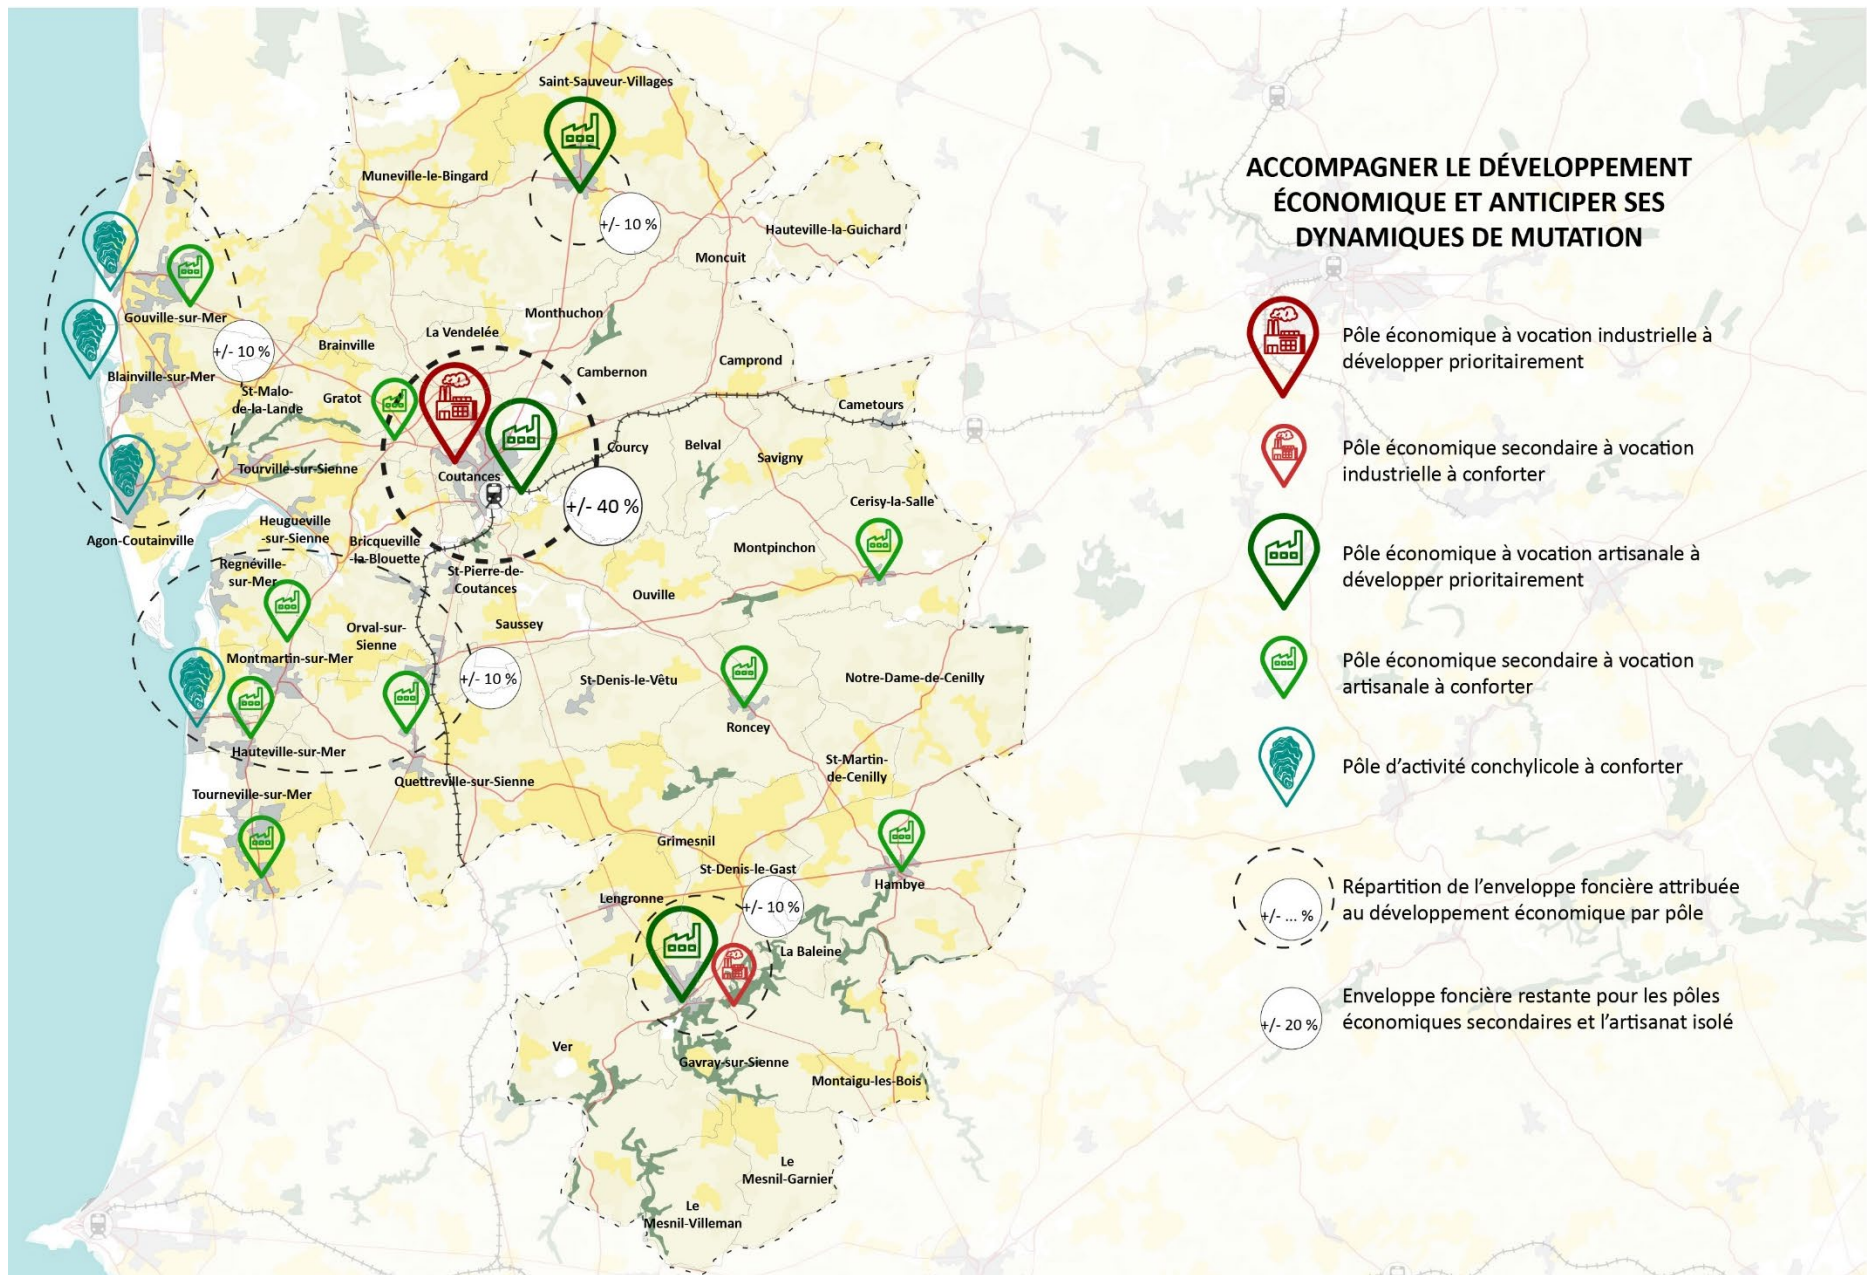 Saint-Sauveur-Villages
Muneville-le-Bingard
+/- 10 %
Hauteville-la-Guichard
Moncuit
Gouville-sur-Mer
Monthuchon
La Vendelée
Brainville
+/- 10 %
Camprond
Cambernon
Blainville-sur-Mer
St-Malo-
de-la-Lande
Gratot
Cametours
Courcy
Belval
Savigny
Tourville-sur-Sienne
Coutances
+/- 40 %
Cerisy-la-Salle
Agon-Coutainville
Heugueville
-sur-Sienne
Bricqueville
-la-Blouette
Montpinchon
Regnéville-
sur-Mer
St-Pierre-de-
Coutances
Ouville
Saussey
Orval-sur-
Sienne
Montmartin-sur-Mer
+/- 10 %
St-Denis-le-Vêtu
Notre-Dame-de-Cenilly
Roncey
Hauteville-sur-Mer
St-Martin-
de-Cenilly
Quettreville-sur-Sienne
Tourneville-sur-Mer
Grimesnil
St-Denis-le-Gast
Hambye
Lengronne
+/- 10 %
La Baleine
Ver
Gavray-sur-Sienne
Montaigu-les-Bois
Le
Mesnil-Garnier
Le
Mesnil-Villeman
ACCOMPAGNER LE DÉVELOPPEMENT
ÉCONOMIQUE ET ANTICIPER SES
DYNAMIQUES DE MUTATION
Pôle économique à vocation industrielle à
développer prioritairement
Pôle économique secondaire à vocation
industrielle à conforter
Pôle économique à vocation artisanale à
développer prioritairement
Pôle économique secondaire à vocation
artisanale à conforter
Pôle d'activité conchylicole à conforter
+/- ... %
Répartition de l'enveloppe foncière attribuée
au développement économique par pôle
+/- 20 %
Enveloppe foncière restante pour les pôles
économiques secondaires et l'artisanat isolé